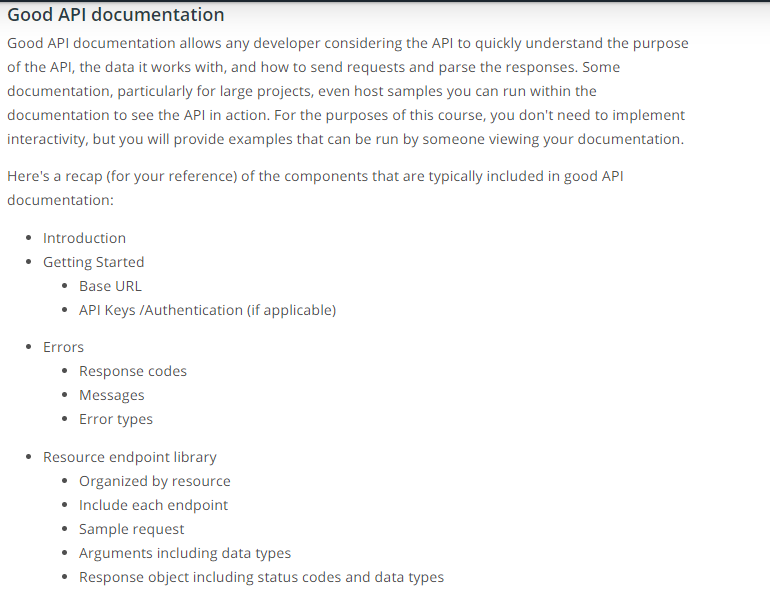 Good API documentation
Good API documentation allows any developer considering the API to quickly understand the purpose
of the API, the data it works with, and how to send requests and parse the responses. Some
documentation, particularly for large projects, even host samples you can run within the
documentation to see the API in action. For the purposes of this course, you don't need to implement
interactivity, but you will provide examples that can be run by someone viewing your documentation.
Here's a recap (for your reference) of the components that are typically included in good API
documentation:
• Introduction
• Getting Started
• Base URL
• API Keys /Authentication (if applicable)
• Errors
• Response codes
• Messages
• Error types
• Resource endpoint library
• Organized by resource
• Include each endpoint
• Sample request
• Arguments including data types
• Response object including status codes and data types